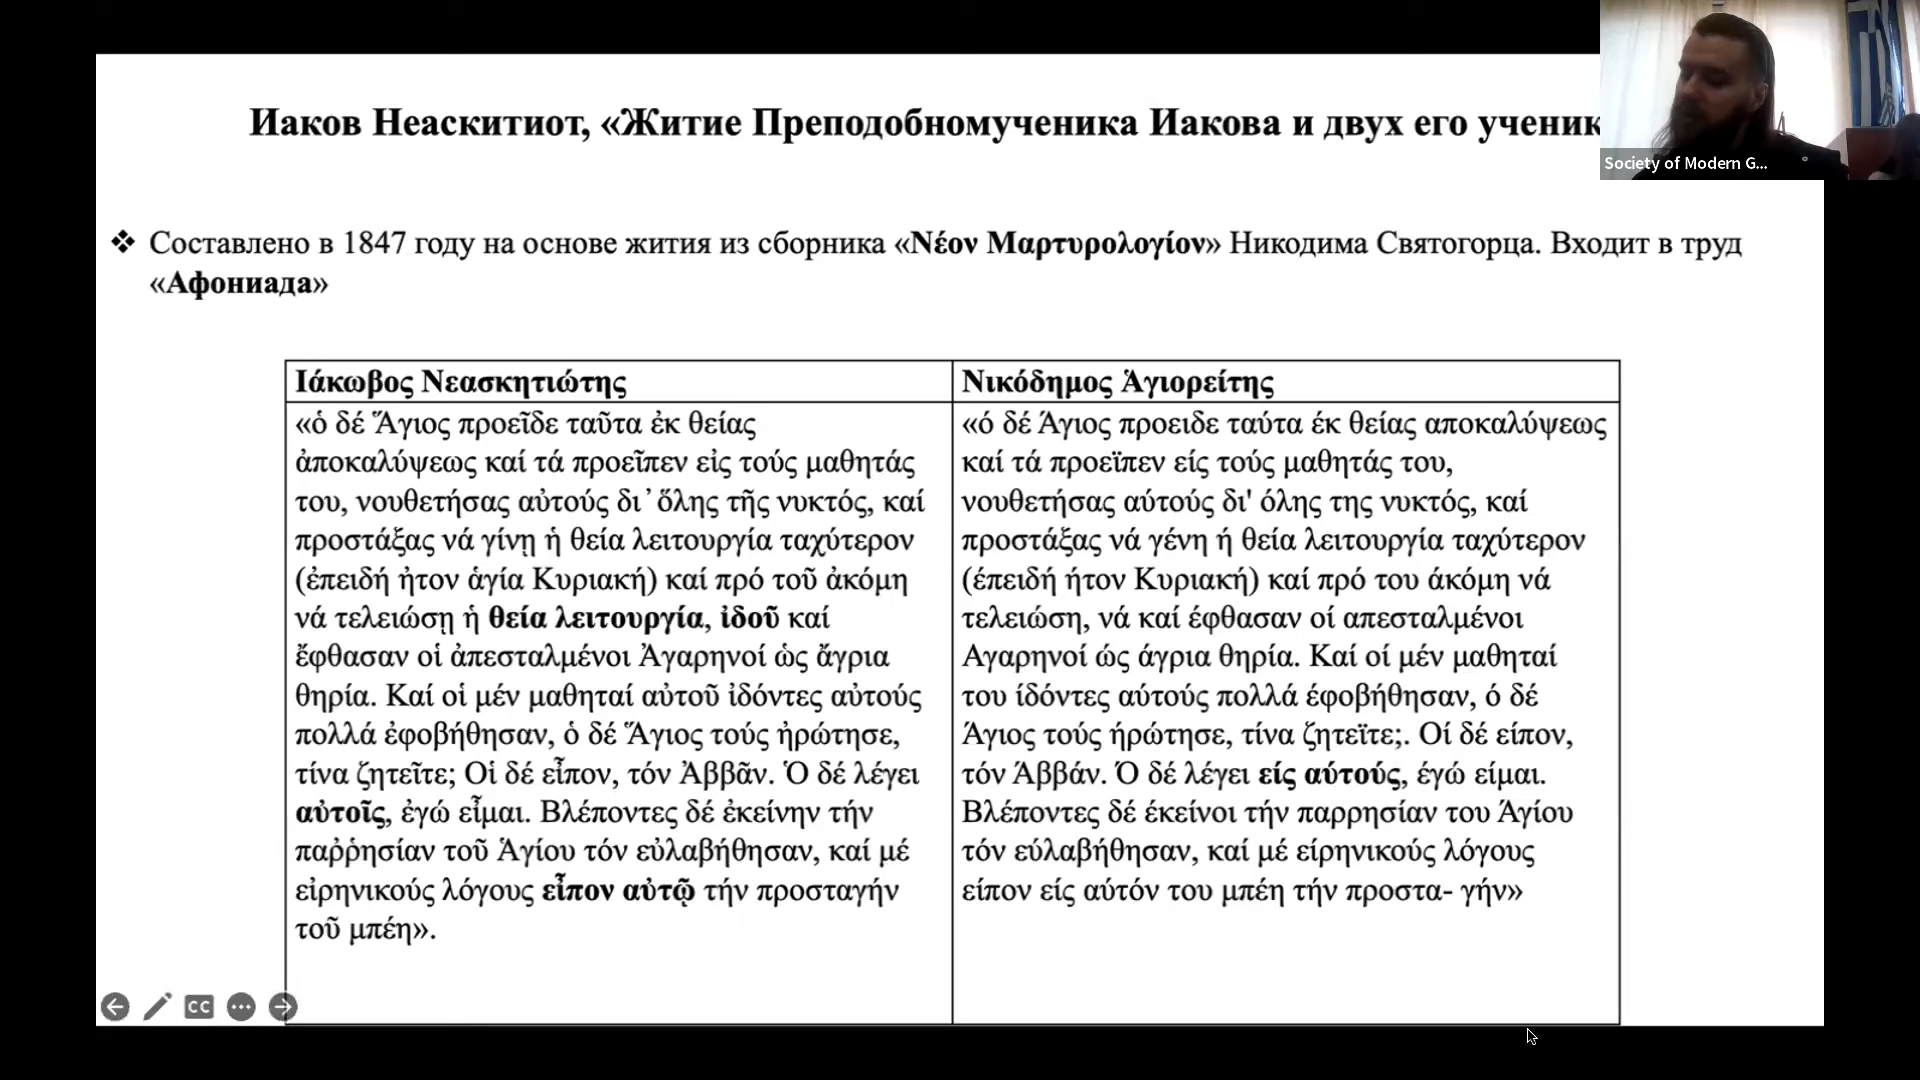 Иаков Неаскитиот, «Житие Преподобномученика Иакова и двух его ученик
Society of Modern G...
❖ Составлено в 1847 году на основе жития из сборника «Νέον Μαρτυρολογίον» Никодима Святогорца. Входит в труд
«Афониада»
Ιάκωβος Νεασκητιώτης
«ὁ δέ Ἅγιος προεῖδε ταῦτα ἐκ θείας
ἀποκαλύψεως καί τά προεῖπεν εἰς τούς μαθητάς
του, νουθετήσας αὐτούς δι᾽ ὅλης τῆς νυκτός, καί
προστάξας νά γίνῃ ἡ θεία λειτουργία ταχύτερον
(ἐπειδή ἠτον ἁγία Κυριακή) καί πρό τοῦ ἀκόμη
νά τελειώσῃ ἡ θεία λειτουργία, ἰδοῦ καί
ἔφθασαν οἱ ἀπεσταλμένοι Ἀγαρηνοί ὡς ἄγρια
θηρία. Καί οἱ μέν μαθηταί αὐτοῦ ἰδόντες αὐτούς
πολλά ἐφοβήθησαν, ὁ δέ Ἅγιος τούς ἠρώτησε,
τίνα ζητεῖτε; Οἱ δέ εἶπον, τόν Ἀββᾶν. Ὁ δέ λέγει
αὐτοῖς, ἐγώ εἶμαι. Βλέποντες δέ ἐκείνην τήν
παῤῥησίαν τοῦ Ἁγίου τόν εὐλαβήθησαν, καί μέ
εἰρηνικούς λόγους εἶπον αὐτῷ τήν προσταγήν
τοῦ μπέη».
Νικόδημος Ἁγιορείτης
«ό δέ Άγιος προειδε ταύτα έκ θείας αποκαλύψεως
καί τά προεϊπεν είς τούς μαθητάς του,
νουθετήσας αύτούς δι' όλης της νυκτός, καί
προστάξας νά γένη ή θεία λειτουργία ταχύτερον
(έπειδή ήτον Κυριακή) καί πρό του άκόμη νά
τελειώση, νά καί έφθασαν οί απεσταλμένοι
Αγαρηνοί ώς άγρια θηρία. Καί οί μέν μαθηταί
του ίδόντες αύτούς πολλά έφοβήθησαν, ό δέ
Άγιος τούς ήρώτησε, τίνα ζητεϊτε;. Οί δέ είπον,
τόν Άββάν. Ό δέ λέγει είς αύτούς, έγώ είμαι.
Βλέποντες δέ έκείνοι τήν παρρησίαν του Άγίου
τόν εύλαβήθησαν, καί μέ είρηνικούς λόγους
είπον είς αύτόν του μπέη τήν προστα- γήν»
CC